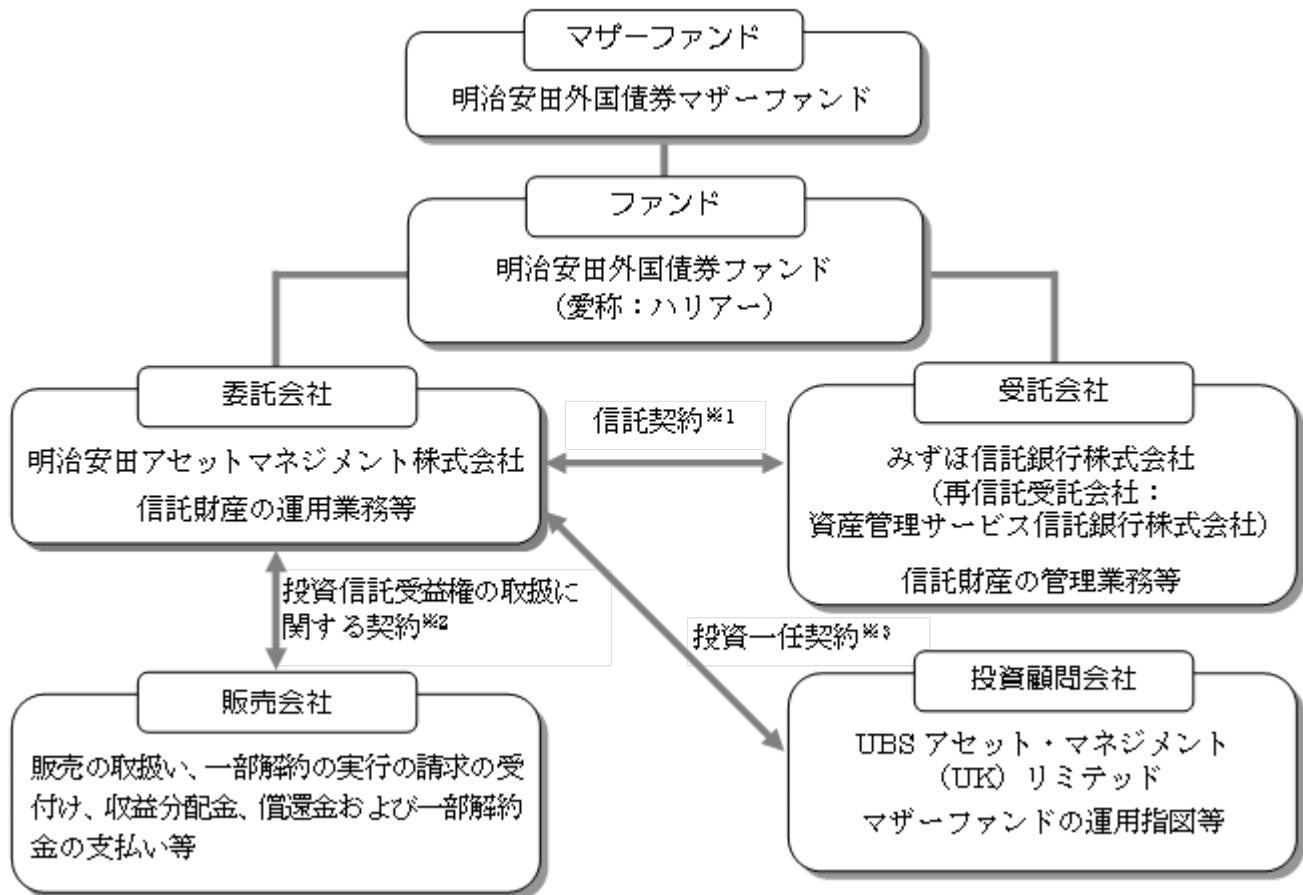 マザーファンド
明治安田外国債券マザーファンド
ファンド
明治安田外国債券ファンド
（愛称：ハリアー）
委託会社
明治安田アセットマネジメント株式会社
信託財産の運用業務等
信託契約※1
受託会社
みずほ信託銀行株式会社
（再信託受託会社：
資産管理サービス信託銀行株式会社）
信託財産の管理業務等
投資信託受益権の取扱に
関する契約※2
投資一任契約※3
販売会社
販売の取扱い、一部解約の実行の請求の受
付け、収益分配金、償還金および一部解約
金の支払い等
投資顧問会社
UBS アセット・マネジメント
（UK）リミテッド
マザーファンドの運用指図等